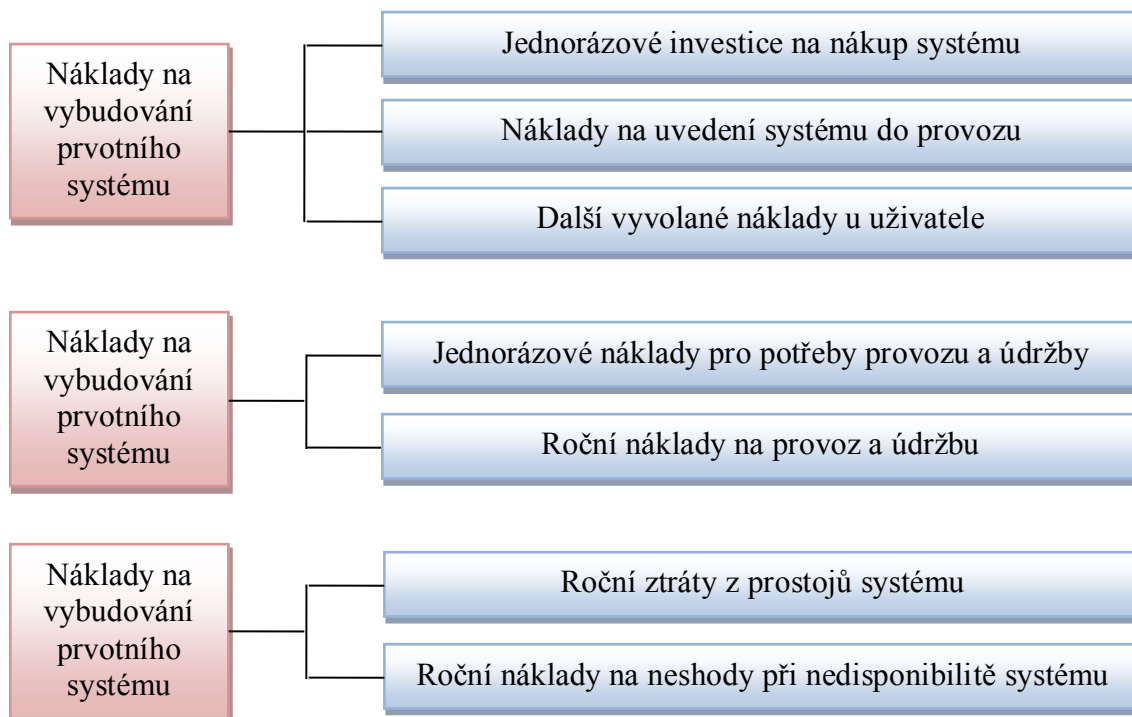 Náklady na
vybudování
prvotního
systému
Jednorázové investice na nákup systému
Náklady na uvedení systému do provozu
Další vyvolané náklady u uživatele
Náklady na
vybudování
prvotního
systému
Jednorázové náklady pro potřeby provozu a údržby
Roční náklady na provoz a údržbu
Náklady na
vybudování
prvotního
systému
Roční ztráty z prostojů systému
Roční náklady na neshody při nedisponibilitě systému